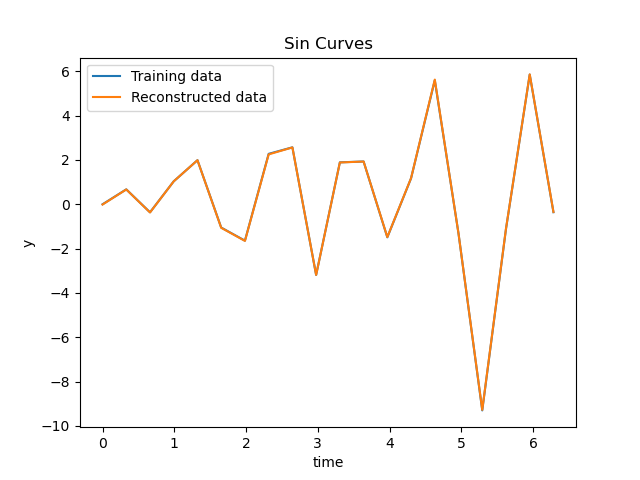 Sin Curves
Training data
Reconstructed data
6
4
2
0
−2
−4
−6
−8
−10
y
0 1 2 3 4 5 6
time